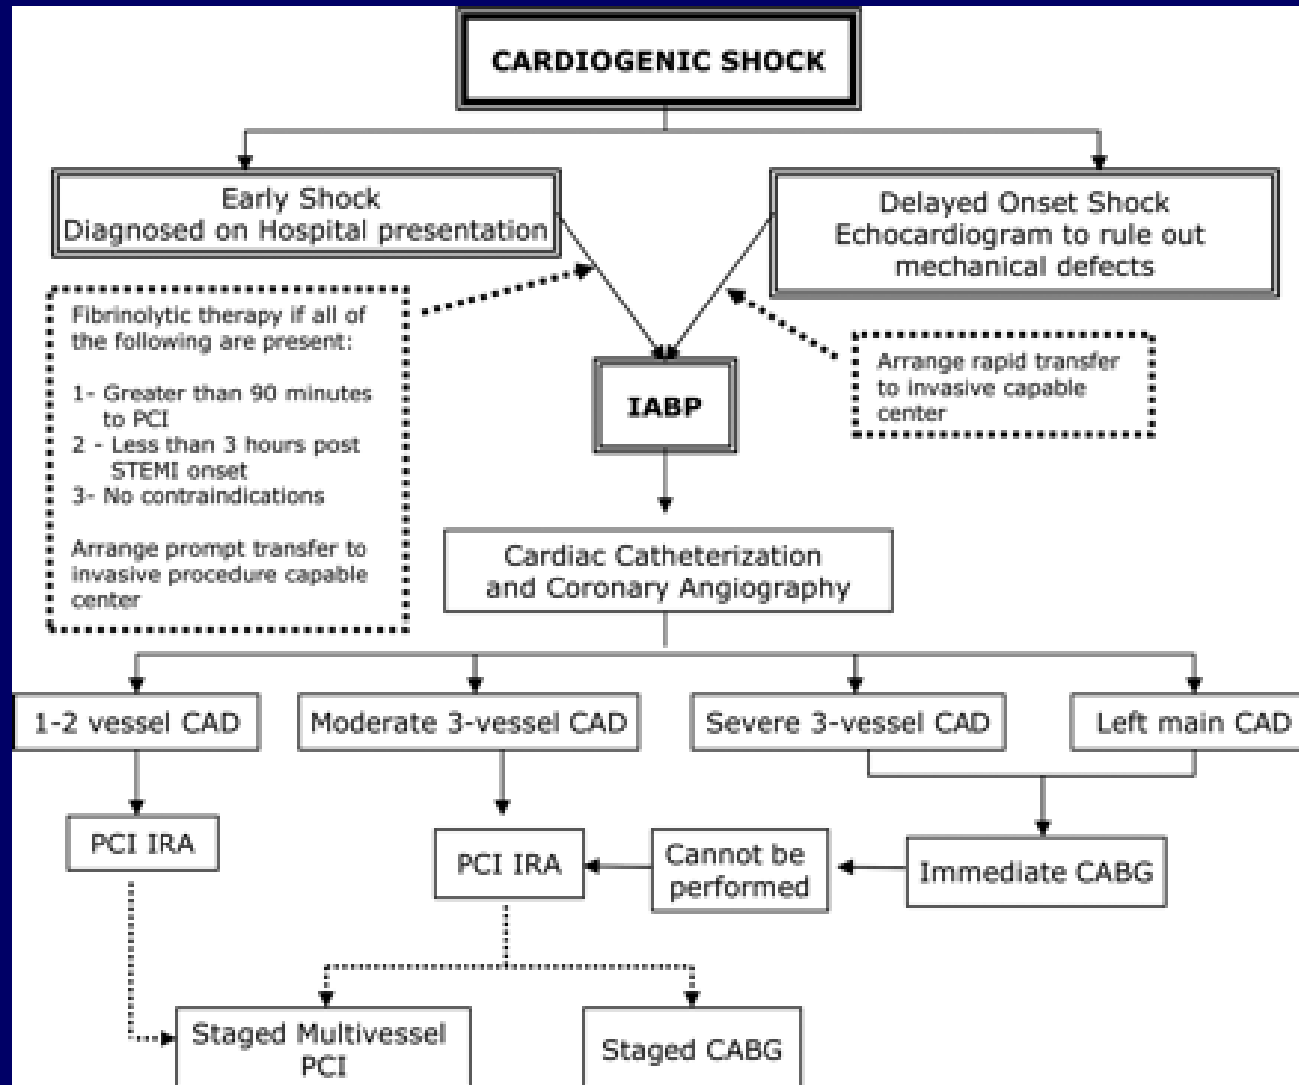 CARDIOGENIC SHOCK
Early Shock
Diagnosed on Hospital presentation
Delayed Onset Shock
Echocardiogram to rule out
mechanical defects
Fibrinolytic therapy if all of
the following are present:
1- Greater than 90 minutes
to PCI
2 - Less than 3 hours post
STEMI onset
3- No contraindications
Arrange prompt transfer to
invasive procedure capable
center
IABP
Arrange rapid transfer
to invasive capable
center
Cardiac Catheterization
and Coronary Angiography
1-2 vessel CAD
Moderate 3-vessel CAD
Severe 3-vessel CAD
Left main CAD
PCI IRA
PCI IRA
Cannot be
performed
Immediate CABG
Staged Multivessel
PCI
Staged CABG